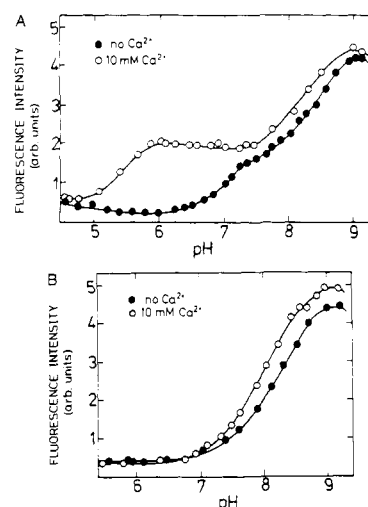 A
5
4
3
2
1
FLUORESCENCE INTENSITY
(arb. units)
● no Ca²⁺
○ 10 mM Ca²⁺
5 6 7 8 9
pH
B
5
4
3
2
1
FLUORESCENCE INTENSITY
(arb. units)
● no Ca²⁺
○ 10 mM Ca²⁺
6 7 8 9
pH